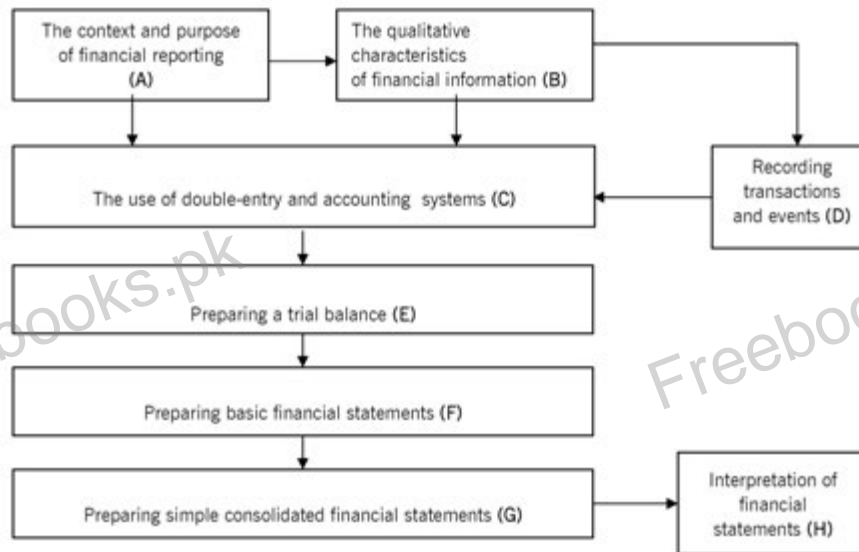 The context and purpose
of financial reporting
(A)
The qualitative
characteristics
of financial information (B)
The use of double-entry and accounting systems (C)
Recording
transactions
and events (D)
Preparing a trial balance (E)
Preparing basic financial statements (F)
Preparing simple consolidated financial statements (G)
Interpretation of
financial
statements (H)
books.pk
Freeboo